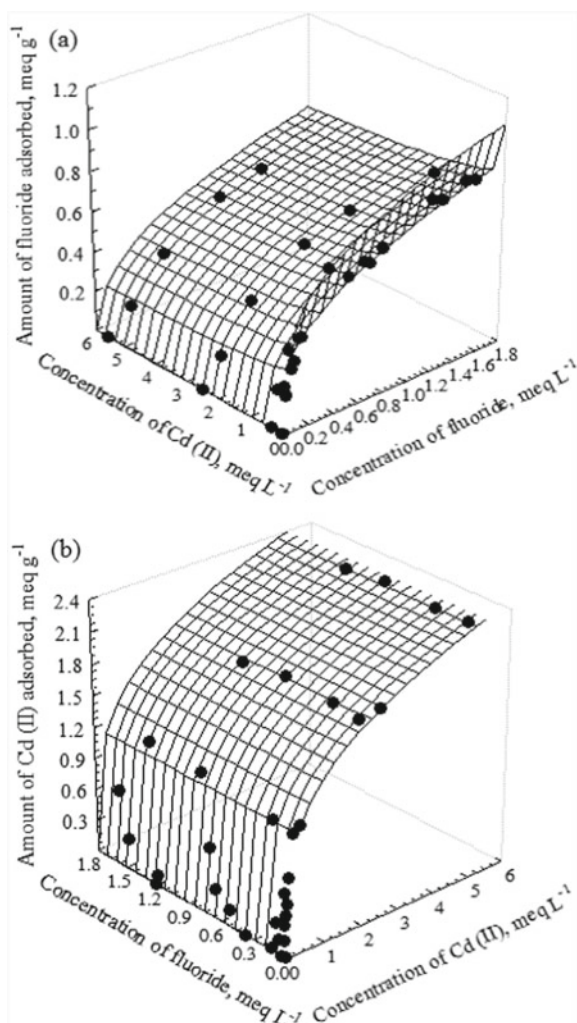 (a)
Amount of fluoride adsorbed, meq g-1
1.2
1.0
0.8
0.6
0.4
0.2
6 5 4 3 2 1 0
Concentration of Cd (II), meq L-1
0.0 0.2 0.4 0.6 0.8 1.0 1.2 1.4 1.6 1.8
Concentration of fluoride, meq L-1
(b)
Amount of Cd (II) adsorbed, meq g-1
2.4
2.1
1.8
1.5
1.2
0.9
0.6
0.3
1.8 1.5 1.2 0.9 0.6 0.3 0.0
Concentration of fluoride, meq L-1
0 1 2 3 4 5 6
Concentration of Cd (II), meq L-1